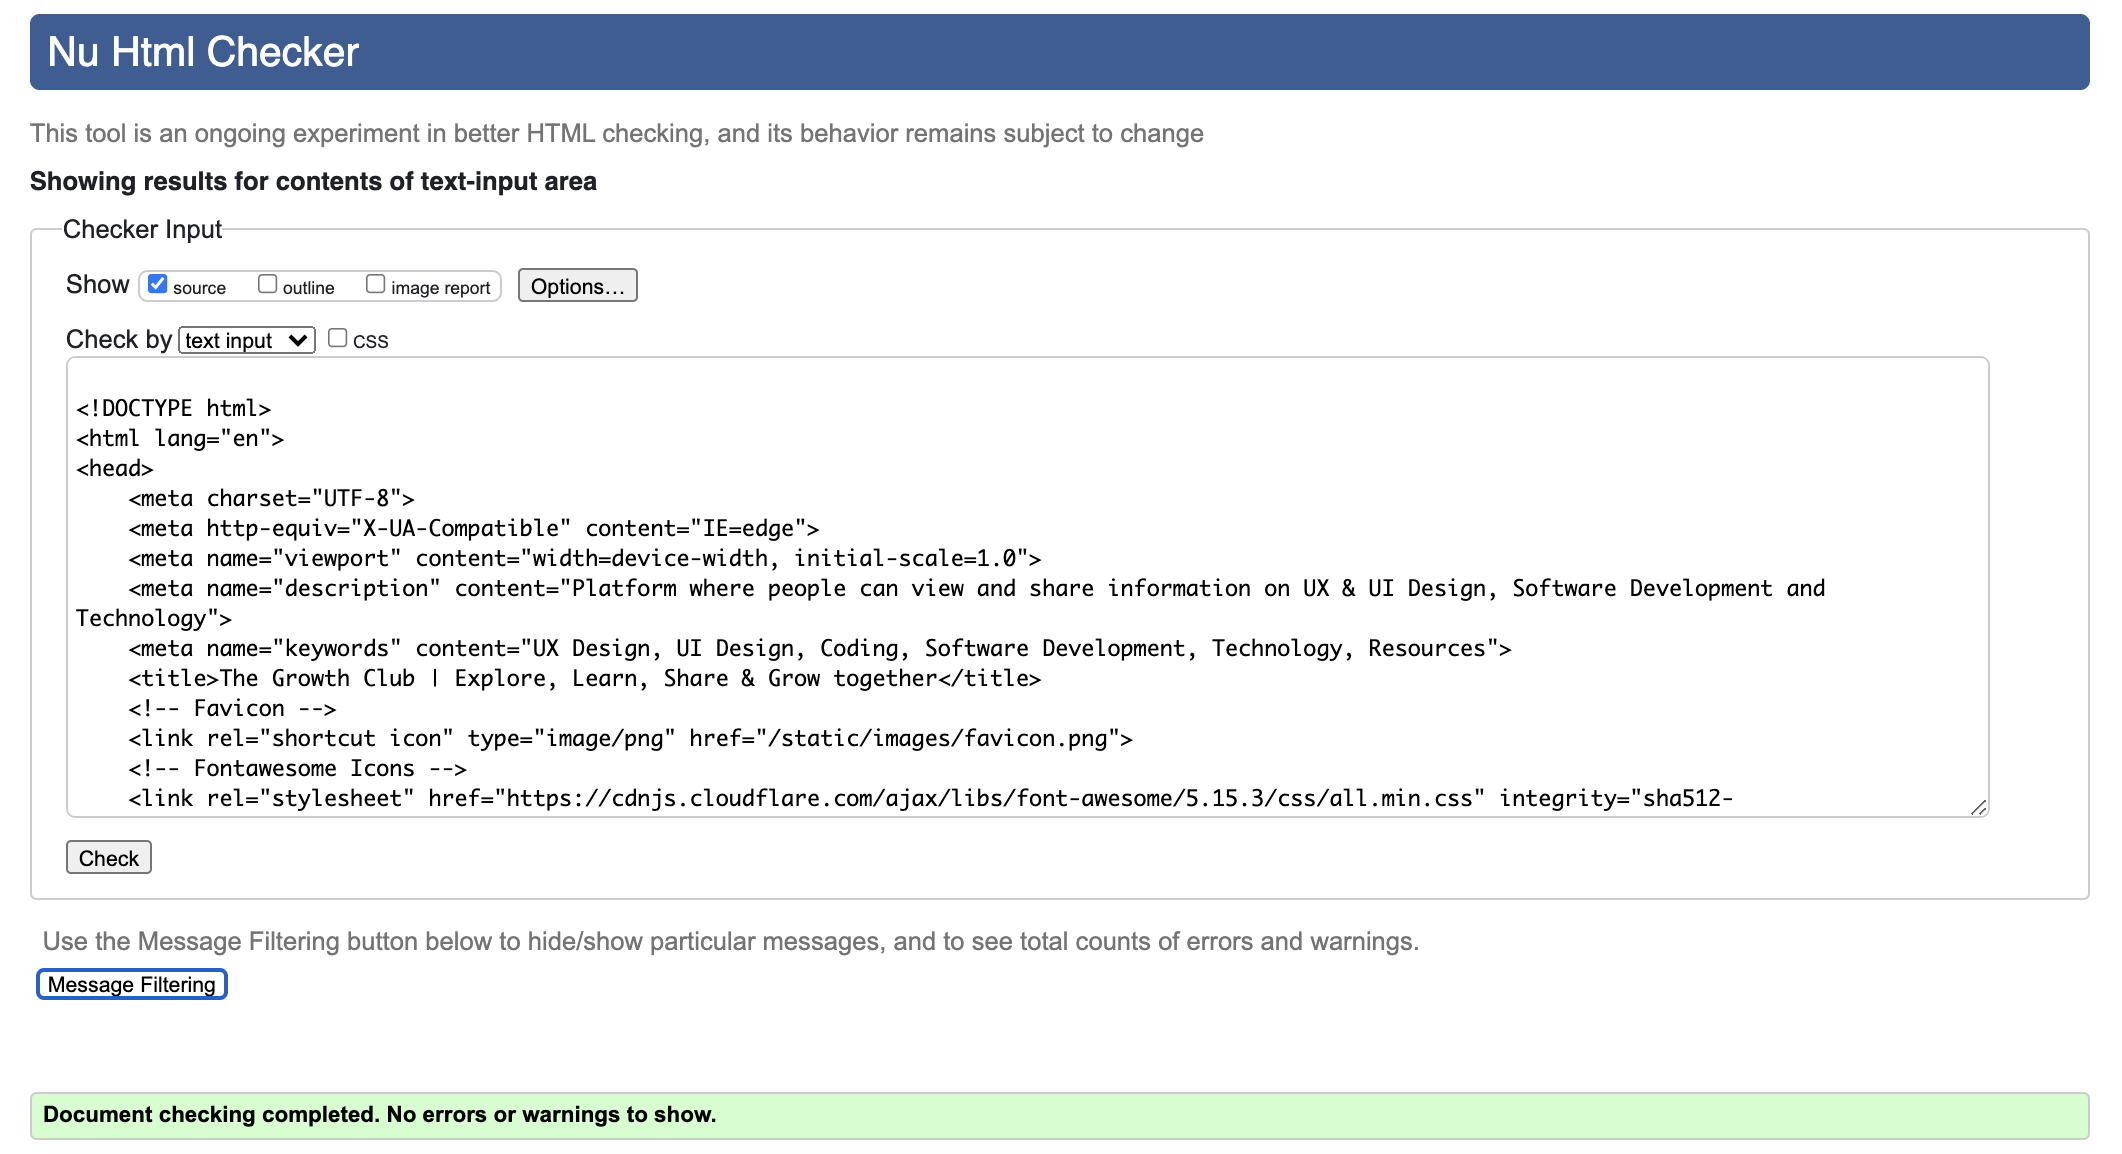 Nu Html Checker
This tool is an ongoing experiment in better HTML checking, and its behavior remains subject to change
Showing results for contents of text-input area
Checker Input
Show source outline image report Options...
Check by text input CSS
<!DOCTYPE html>
<html lang="en">
<head>
    <meta charset="UTF-8">
    <meta http-equiv="X-UA-Compatible" content="IE=edge">
    <meta name="viewport" content="width=device-width, initial-scale=1.0">
    <meta name="description" content="Platform where people can view and share information on UX & UI Design, Software Development and
Technology">
    <meta name="keywords" content="UX Design, UI Design, Coding, Software Development, Technology, Resources">
    <title>The Growth Club | Explore, Learn, Share & Grow together</title>
    <!-- Favicon -->
    <link rel="shortcut icon" type="image/png" href="/static/images/favicon.png">
    <!-- Fontawesome Icons -->
    <link rel="stylesheet" href="https://cdnjs.cloudflare.com/ajax/libs/font-awesome/5.15.3/css/all.min.css" integrity="sha512-
Check
Use the Message Filtering button below to hide/show particular messages, and to see total counts of errors and warnings.
Message Filtering
Document checking completed. No errors or warnings to show.